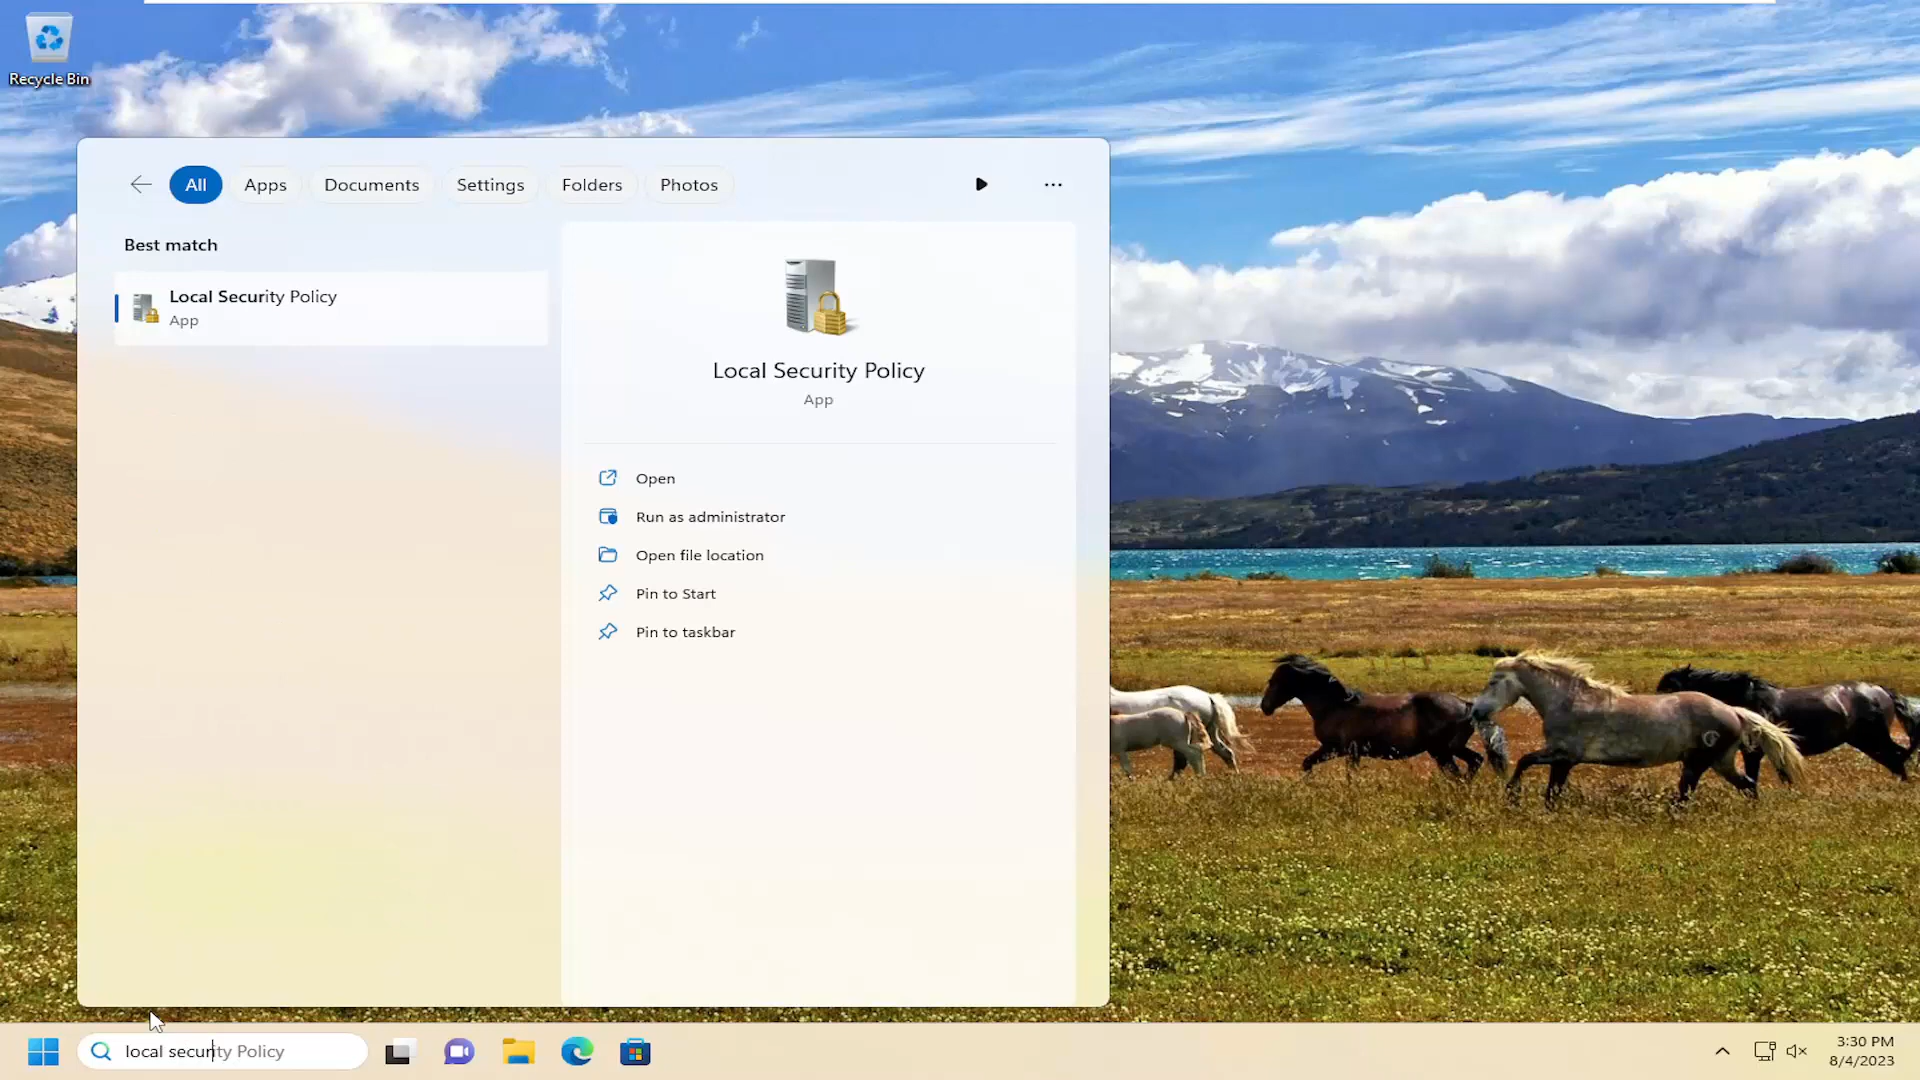 Recycle Bin
All
Apps
Documents
Settings
Folders
Photos
Best match
Local Security Policy
App
Local Security Policy
App
Open
Run as administrator
Open file location
Pin to Start
Pin to taskbar
local security Policy
3:30 PM
8/4/2023